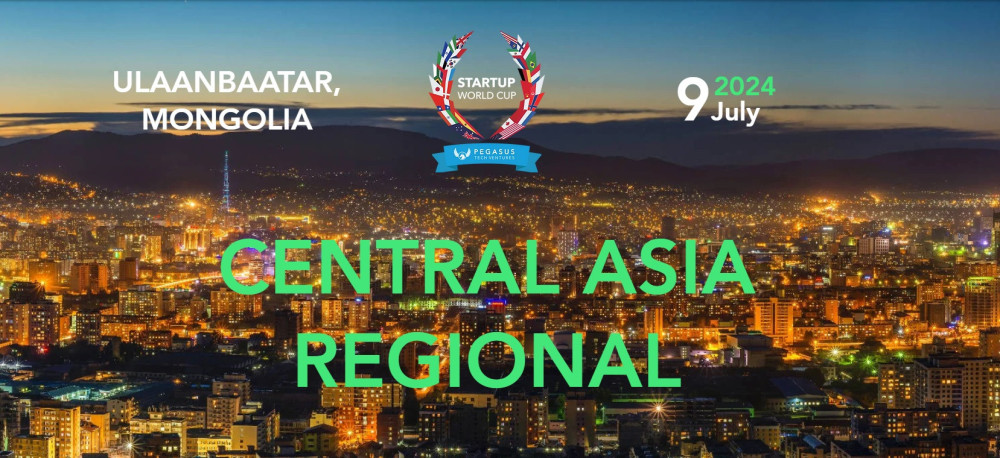 ULAANBAATAR,
MONGOLIA
STARTUP
WORLD CUP
PEGASUS
TECH VENTURES
9
2024
July
CENTRAL ASIA
REGIONAL